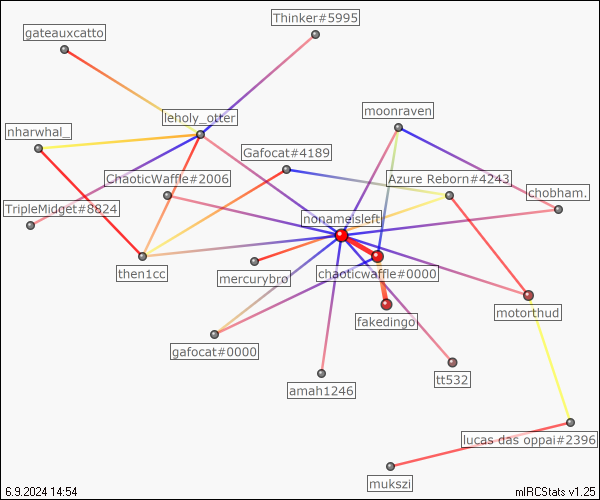 Thinker#5995
gateauxcatto
moonraven
leholy_otter
nharwhal_
Gafocat#4189
ChaoticWaffle#2006
Azure Reborn#4243
chobham.
TripleMidget#8824
nonameisleft
then1cc
mercurybro
chaoticwaffle#0000
motorthud
fakedingo
gafocat#0000
tt532
amah1246
lucas das oppai#2396
mukszi
6.9.2024 14:54
mIRCStats v1.25